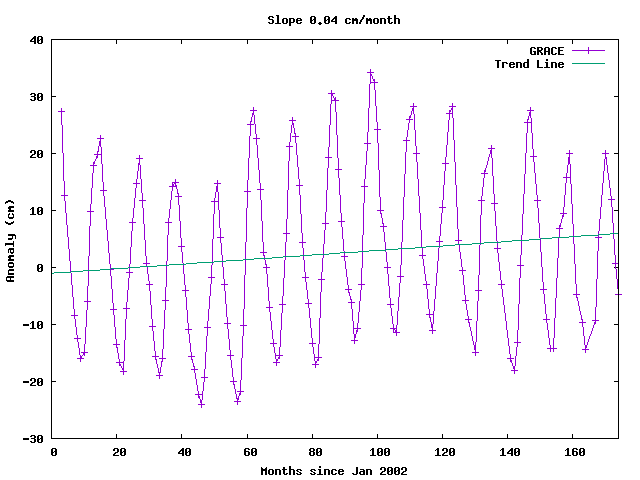 Slope 0.04 cm/month
GRACE
Trend Line
Anomaly (cm)
40
30
20
10
0
-10
-20
-30
0 20 40 60 80 100 120 140 160
Months since Jan 2002